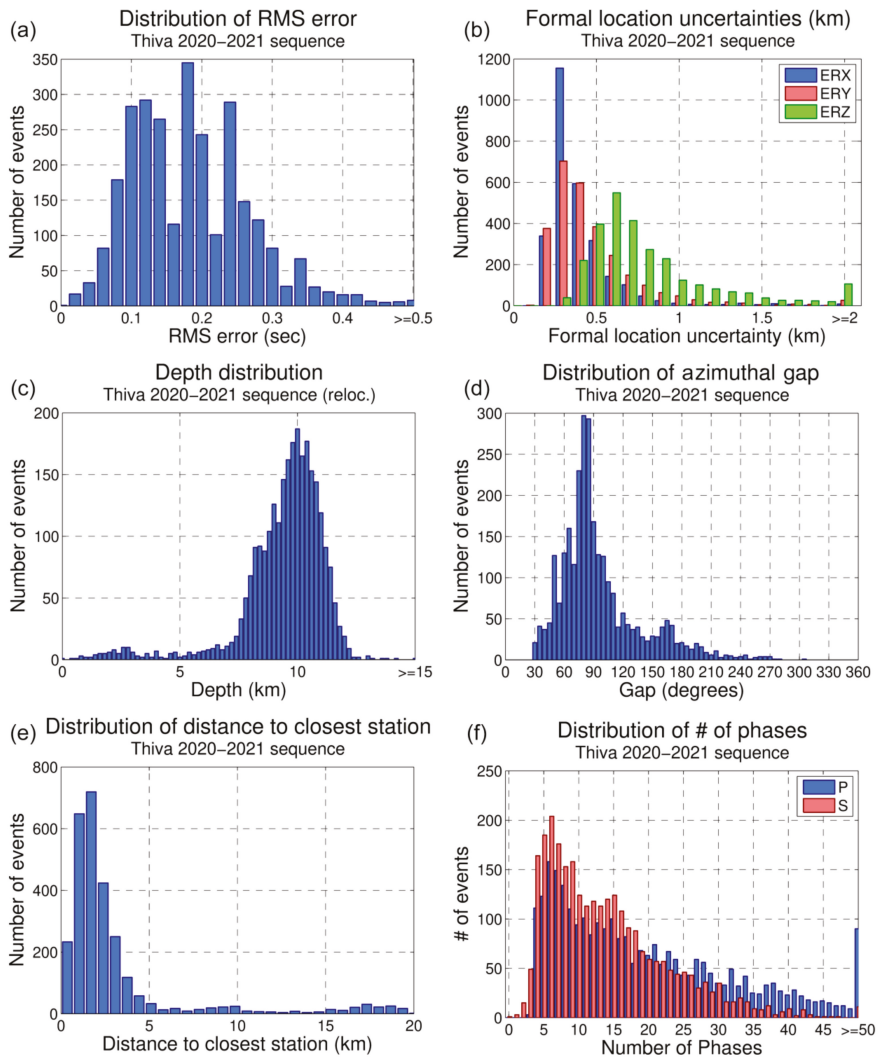 (a)
Distribution of RMS error
Thiva 2020–2021 sequence
350
300
250
200
150
100
50
0
Number of events
0 0.1 0.2 0.3 0.4 >=0.5
RMS error (sec)
(b)
Formal location uncertainties (km)
Thiva 2020–2021 sequence
1200
1000
800
600
400
200
0
Number of events
ERX
ERY
ERZ
0 0.5 1 1.5 >=2
Formal location uncertainty (km)
(c)
Depth distribution
Thiva 2020–2021 sequence (reloc.)
200
150
100
50
0
Number of events
0 5 10 >=15
Depth (km)
(d)
Distribution of azimuthal gap
Thiva 2020–2021 sequence
300
250
200
150
100
50
0
Number of events
0 30 60 90 120 150 180 210 240 270 300 330 360
Gap (degrees)
(e)
Distribution of distance to closest station
Thiva 2020–2021 sequence
800
600
400
200
0
Number of events
0 5 10 15 20
Distance to closest station (km)
(f)
Distribution of # of phases
Thiva 2020–2021 sequence
250
200
150
100
50
0
# of events
P
S
0 5 10 15 20 25 30 35 40 45 >=50
Number of Phases